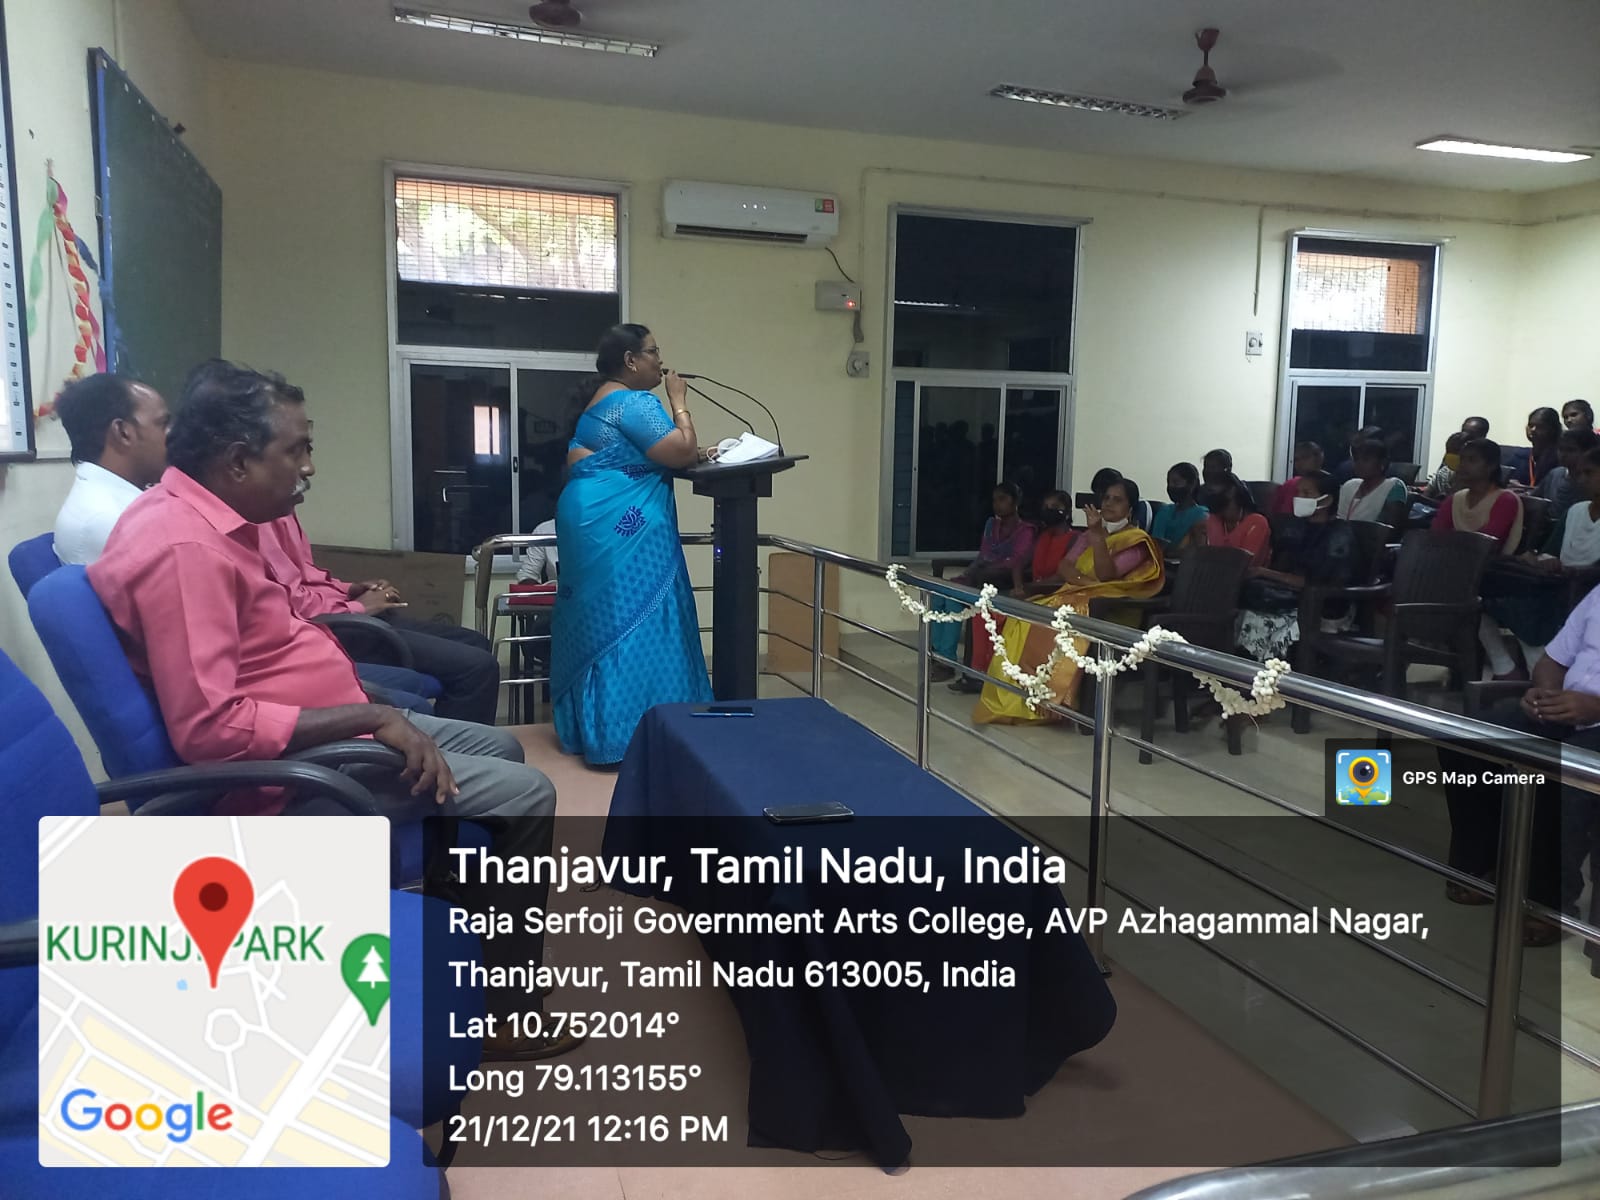 GPS Map Camera
KURINJI PARK
Google
Thanjavur, Tamil Nadu, India
Raja Serfoji Government Arts College, AVP Azhagammal Nagar,
Thanjavur, Tamil Nadu 613005, India
Lat 10.752014°
Long 79.113155°
21/12/21 12:16 PM